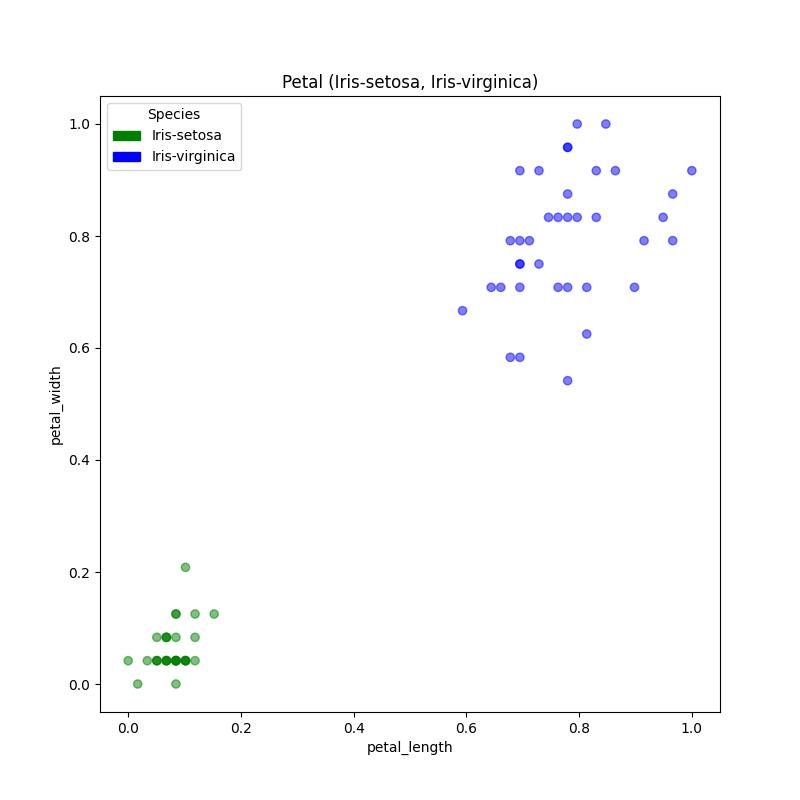 Petal (Iris-setosa, Iris-virginica)
Species
Iris-setosa
Iris-virginica
petal_width
1.0
0.8
0.6
0.4
0.2
0.0
0.0 0.2 0.4 0.6 0.8 1.0
petal_length